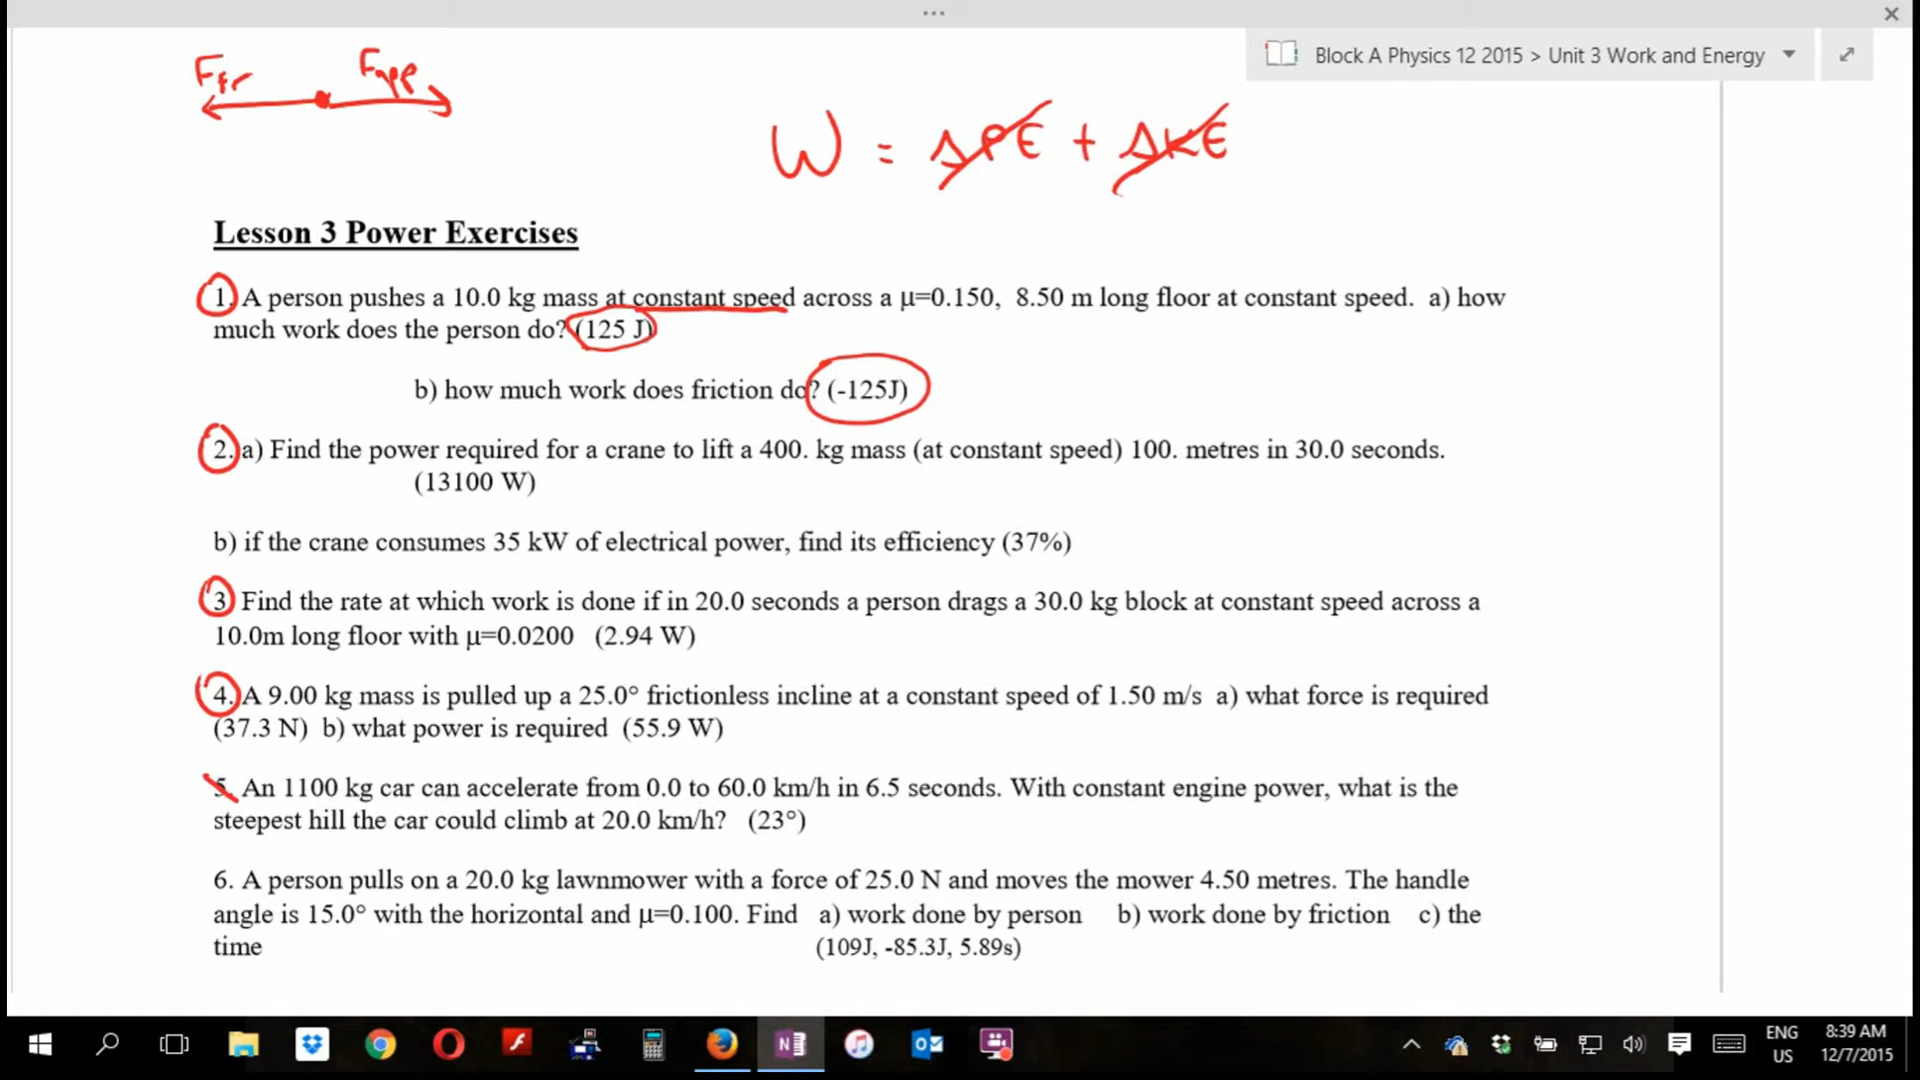 Block A Physics 12 2015 > Unit 3 Work and Energy
Ffr Fapp
W = ΔPE + ΔKE
Lesson 3 Power Exercises
1. A person pushes a 10.0 kg mass at constant speed across a μ=0.150, 8.50 m long floor at constant speed. a) how
much work does the person do? (125 J)
b) how much work does friction do? (-125J)
2. a) Find the power required for a crane to lift a 400. kg mass (at constant speed) 100. metres in 30.0 seconds.
(13100 W)
b) if the crane consumes 35 kW of electrical power, find its efficiency (37%)
3 Find the rate at which work is done if in 20.0 seconds a person drags a 30.0 kg block at constant speed across a
10.0m long floor with μ=0.0200 (2.94 W)
4. A 9.00 kg mass is pulled up a 25.0° frictionless incline at a constant speed of 1.50 m/s a) what force is required
(37.3 N) b) what power is required (55.9 W)
5. An 1100 kg car can accelerate from 0.0 to 60.0 km/h in 6.5 seconds. With constant engine power, what is the
steepest hill the car could climb at 20.0 km/h? (23°)
6. A person pulls on a 20.0 kg lawnmower with a force of 25.0 N and moves the mower 4.50 metres. The handle
angle is 15.0° with the horizontal and μ=0.100. Find a) work done by person b) work done by friction c) the
time (109J, -85.3J, 5.89s)
ENG 8:39 AM
US 12/7/2015